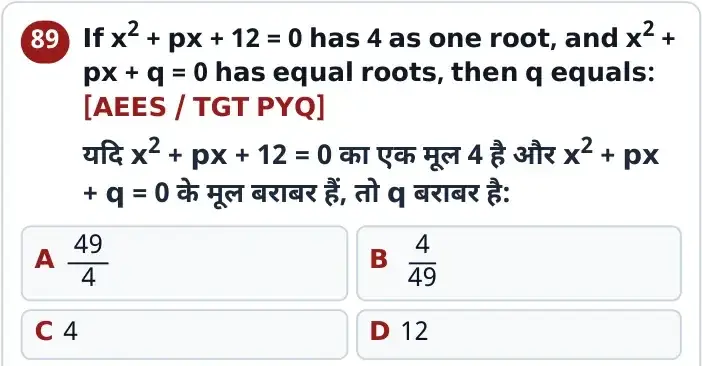 89 If x² + px + 12 = 0 has 4 as one root, and x² +
px + q = 0 has equal roots, then q equals:
[AEES / TGT PYQ]
यदि x² + px + 12 = 0 का एक मूल 4 है और x² + px
+ q = 0 के मूल बराबर हैं, तो q बराबर है:
A 49/4 B 4/49
C 4 D 12